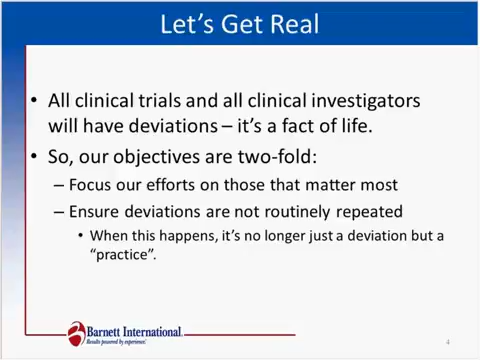 Let's Get Real
• All clinical trials and all clinical investigators
will have deviations – it's a fact of life.
• So, our objectives are two-fold:
– Focus our efforts on those that matter most
– Ensure deviations are not routinely repeated
• When this happens, it's no longer just a deviation but a
"practice".
Barnett International
Results powered by experience!
4